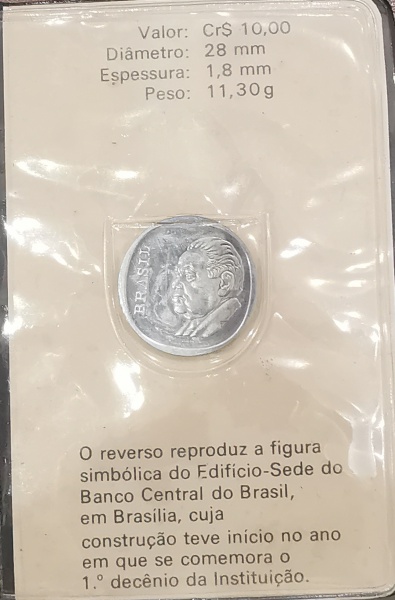 Valor: Cr$ 10,00
Diâmetro: 28 mm
Espessura: 1,8 mm
Peso: 11,30g
BRASIL
O reverso reproduz a figura
simbólica do Edifício-Sede do
Banco Central do Brasil,
em Brasília, cuja
construção teve início no ano
em que se comemora o
1.º decênio da Instituição.